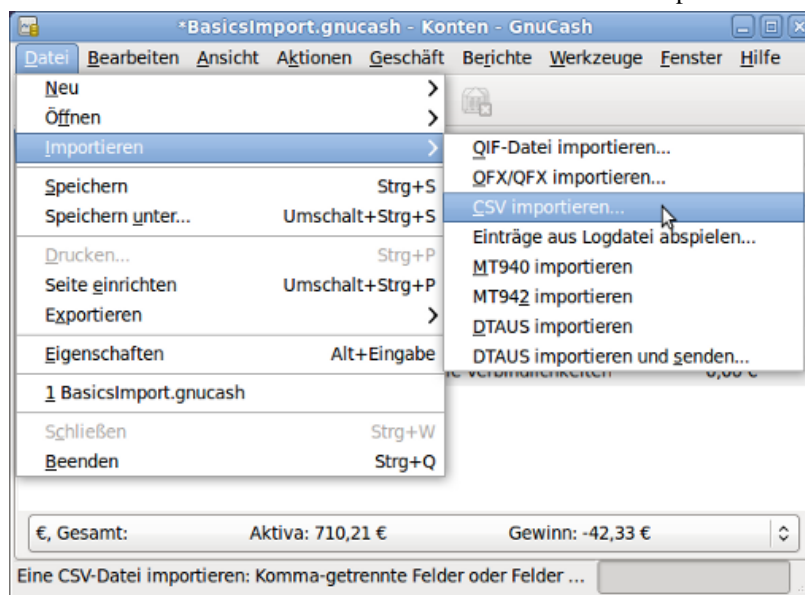 *BasicsImport.gnucash - Konten - GnuCash
Datei Bearbeiten Ansicht Aktionen Geschäft Berichte Werkzeuge Fenster Hilfe
Neu
Öffnen
Importieren
Speichern Strg+S
Speichern unter... Umschalt+Strg+S
Drucken... Strg+P
Seite einrichten Umschalt+Strg+P
Exportieren
Eigenschaften Alt+Eingabe
1 BasicsImport.gnucash
Schließen Strg+W
Beenden Strg+Q
QIF-Datei importieren...
OFX/QFX importieren...
CSV importieren...
Einträge aus Logdatei abspielen...
MT940 importieren
MT942 importieren
DTAUS importieren
DTAUS importieren und senden...
€, Gesamt: Aktiva: 710,21 € Gewinn: -42,33 €
Eine CSV-Datei importieren: Komma-getrennte Felder oder Felder ...